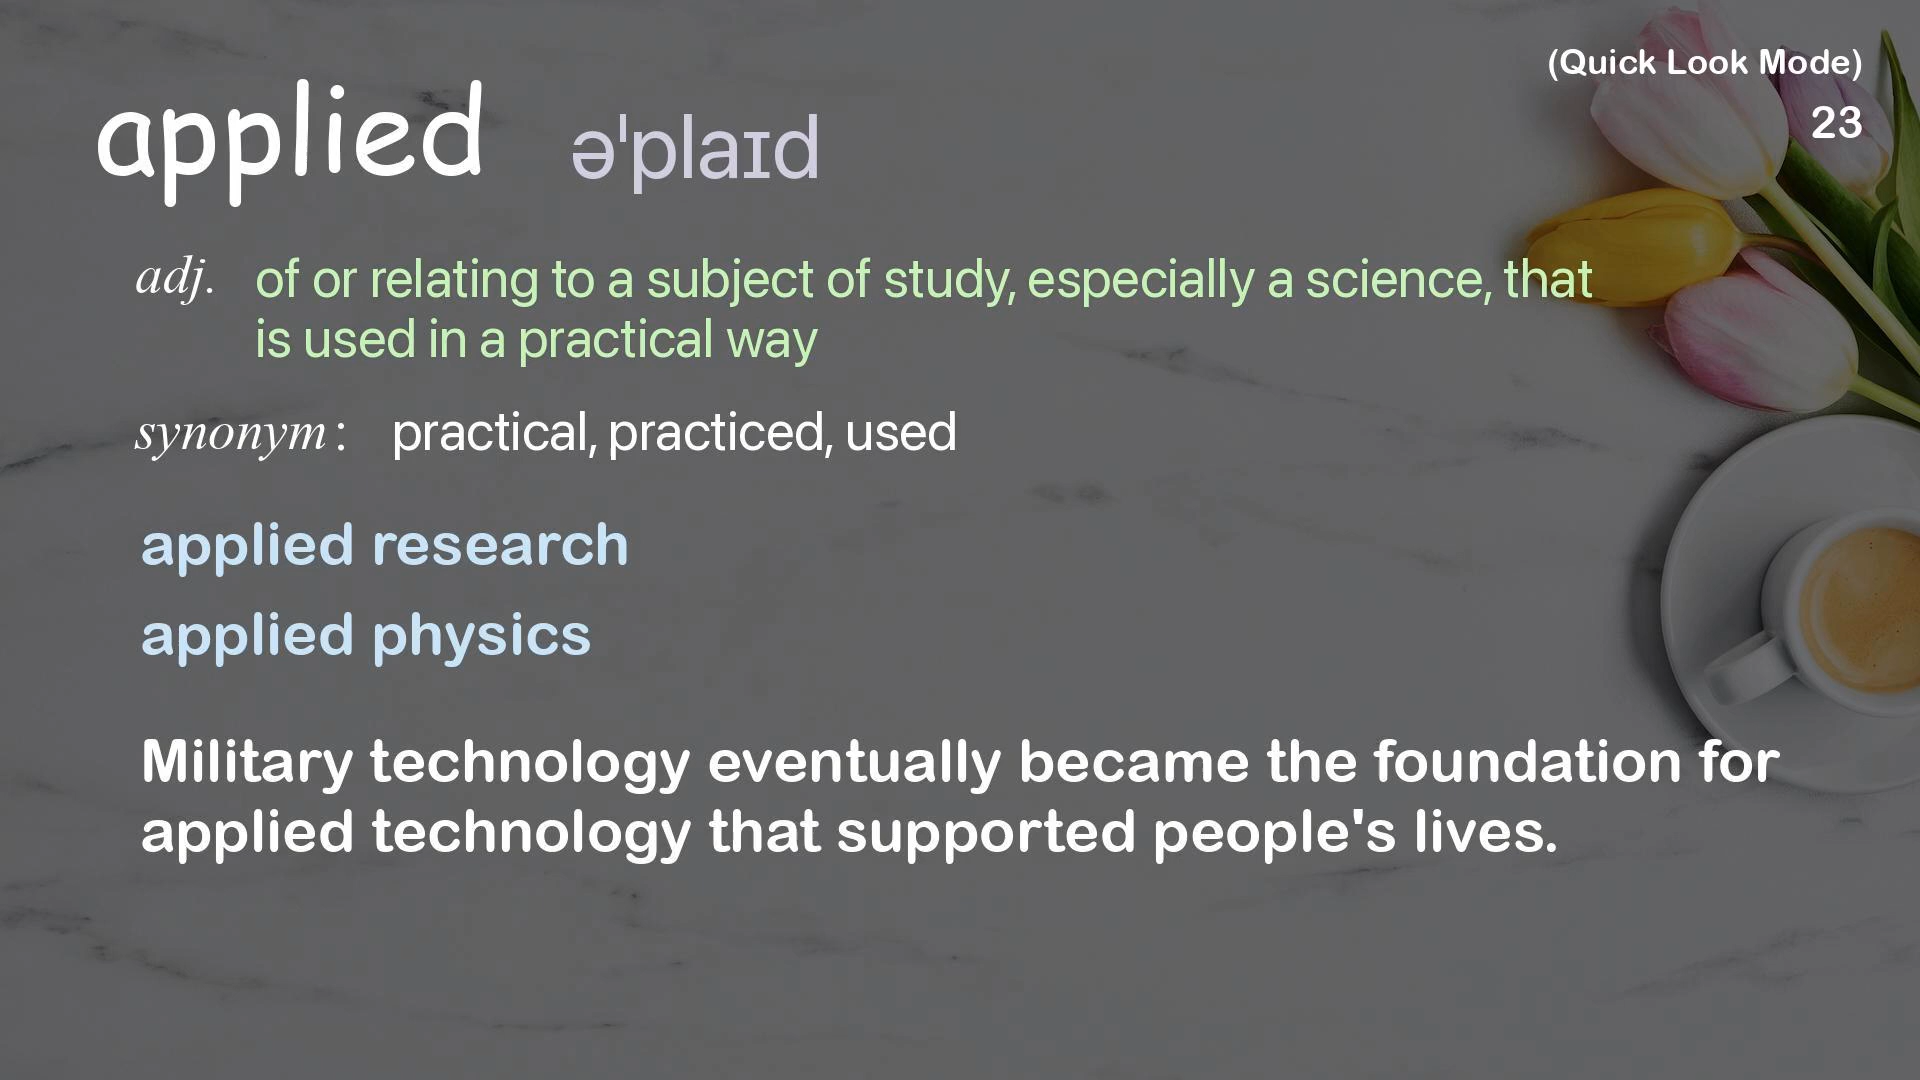 (Quick Look Mode)
23
applied əˈplaɪd
adj. of or relating to a subject of study, especially a science, that
is used in a practical way
synonym: practical, practiced, used
applied research
applied physics
Military technology eventually became the foundation for
applied technology that supported people's lives.